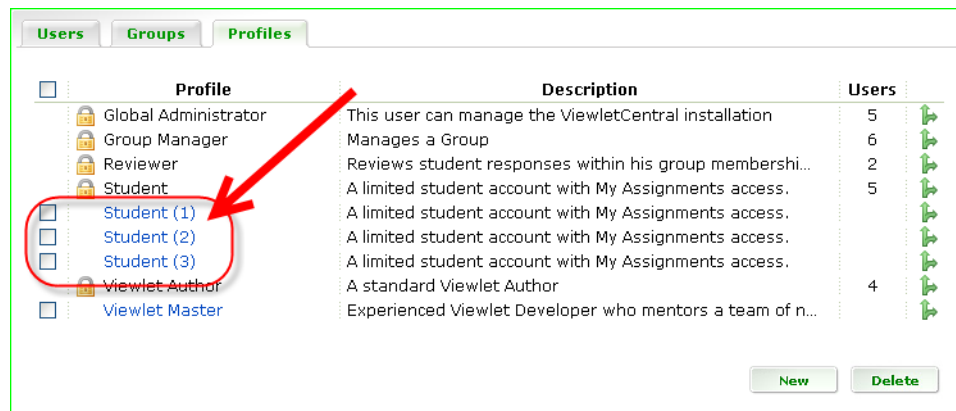 Users Groups Profiles
Profile Description Users
Global Administrator This user can manage the ViewletCentral installation 5
Group Manager Manages a Group 6
Reviewer Reviews student responses within his group membershi... 2
Student A limited student account with My Assignments access. 5
Student (1) A limited student account with My Assignments access.
Student (2) A limited student account with My Assignments access.
Student (3) A limited student account with My Assignments access.
Viewlet Author A standard Viewlet Author 4
Viewlet Master Experienced Viewlet Developer who mentors a team of n...
New Delete